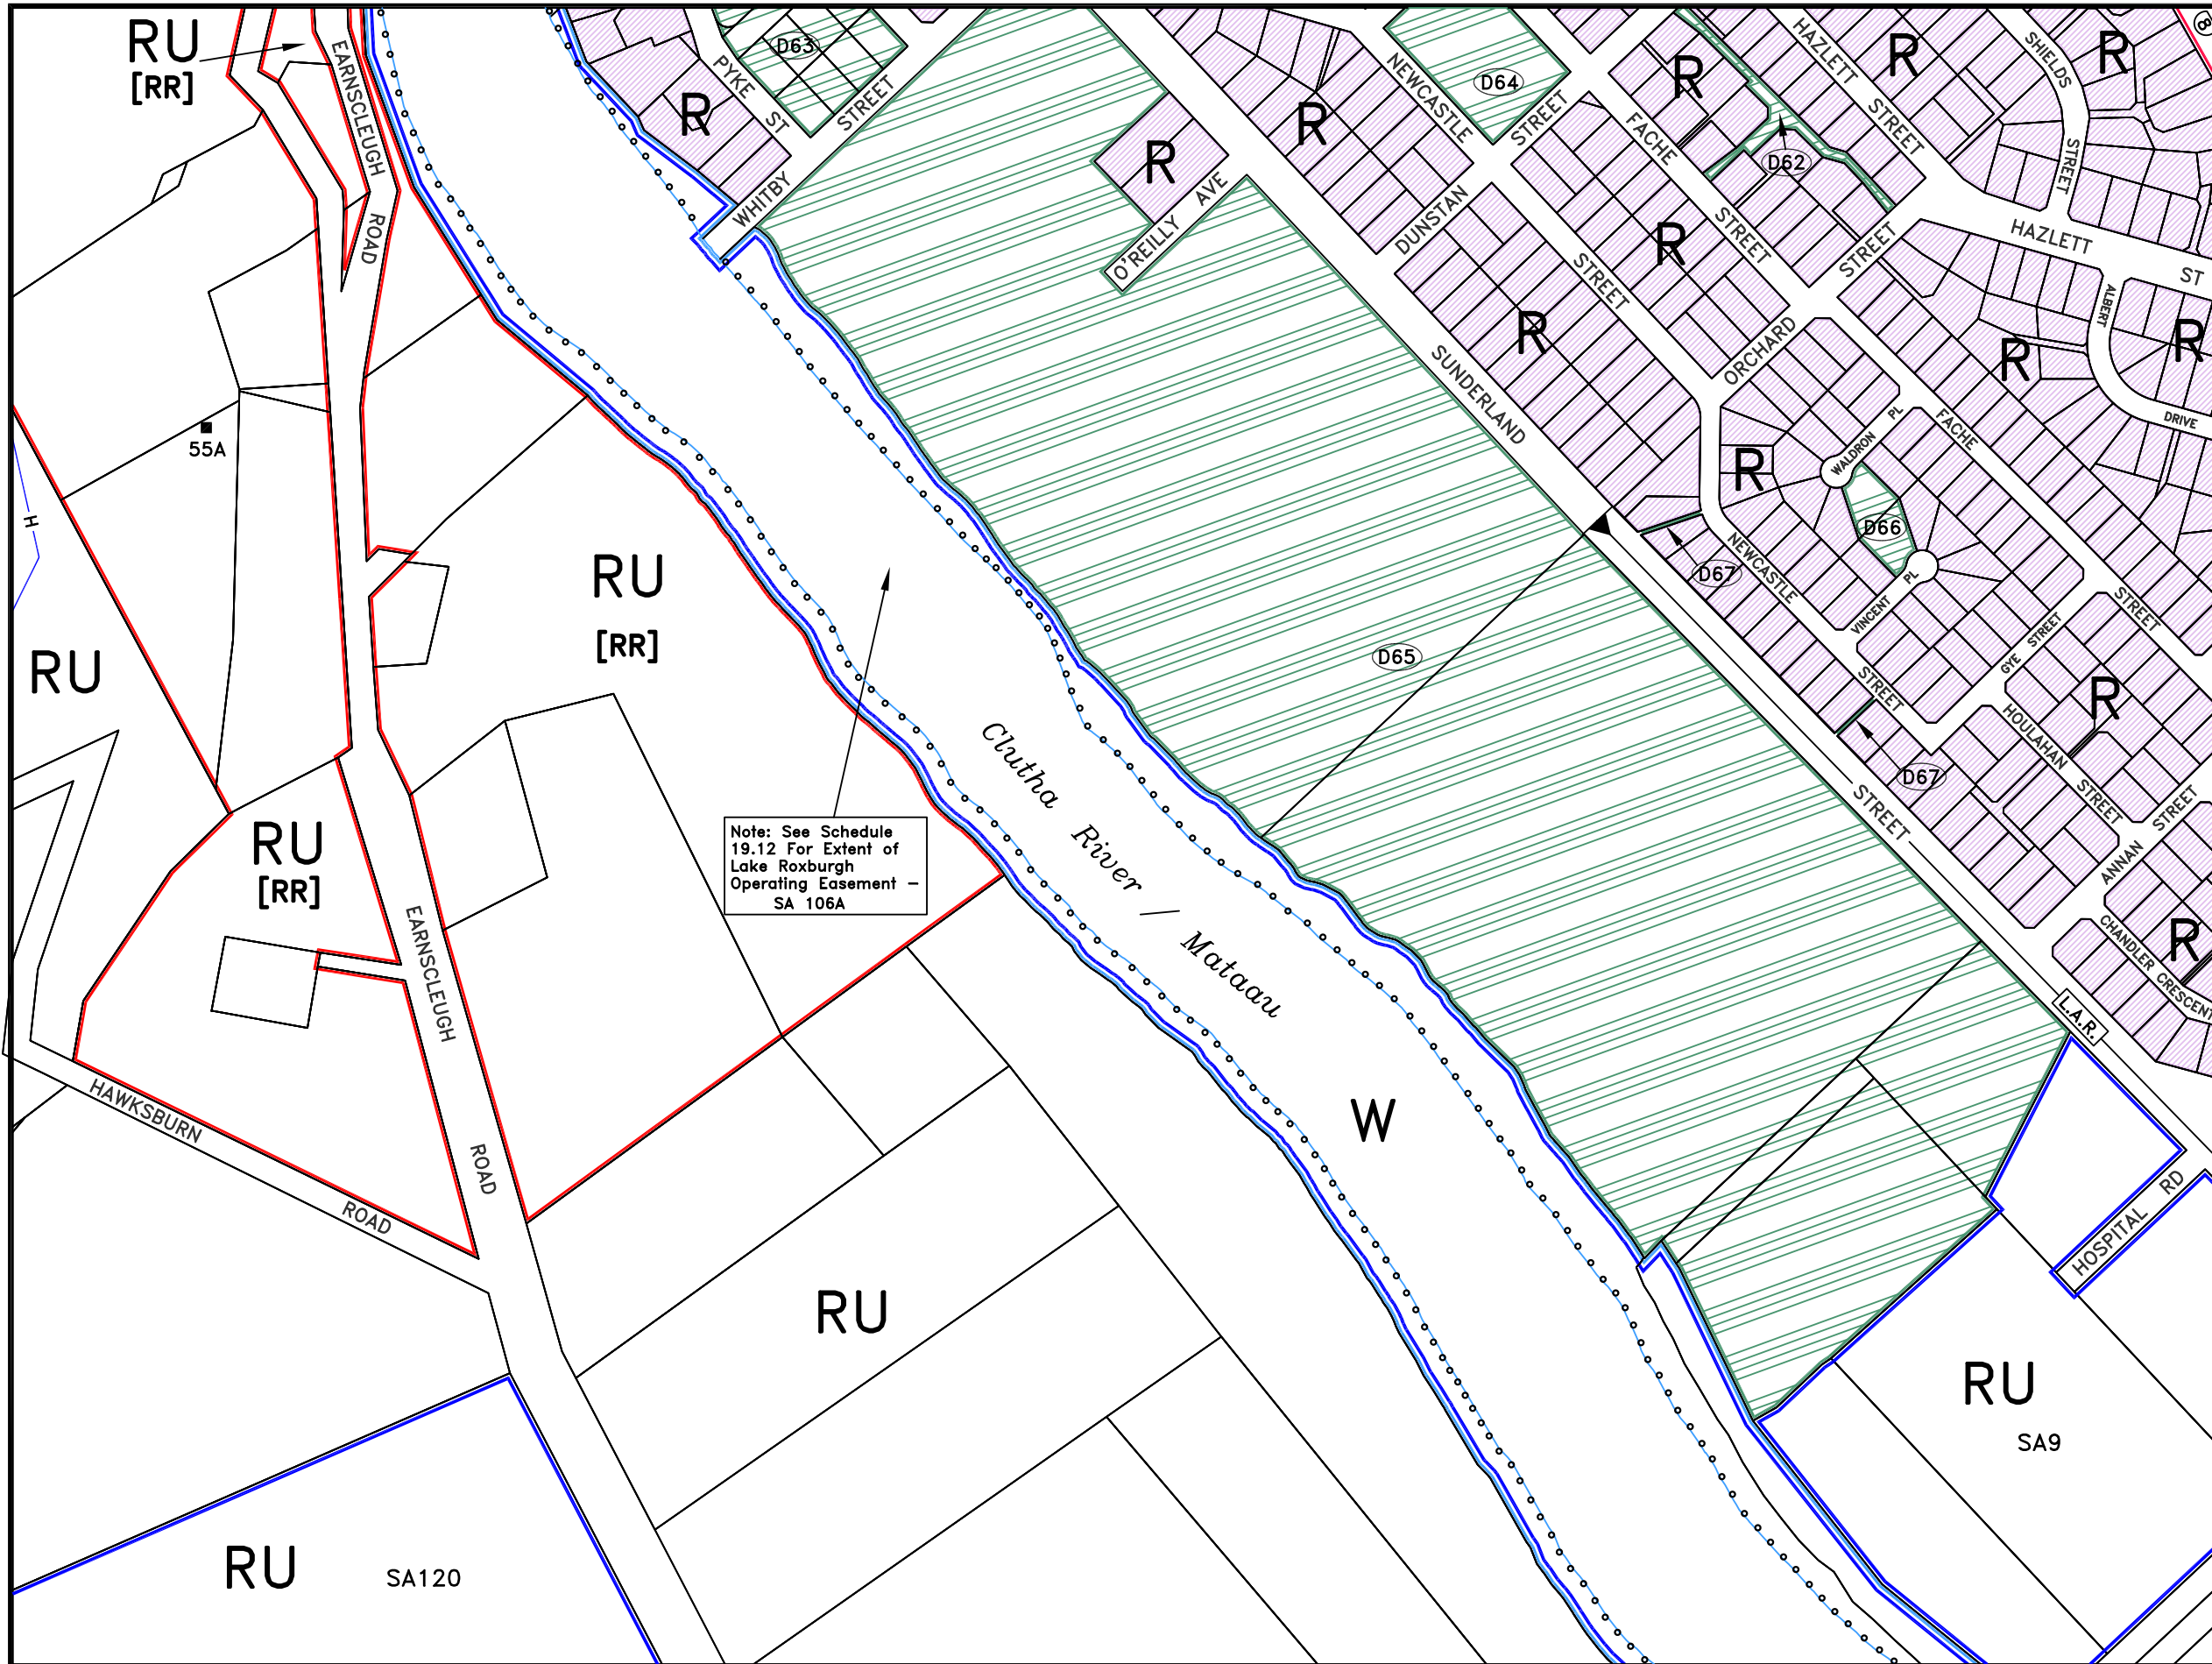 RU
[RR]
EARNSCLEUGH
ROAD
PYKE ST
D63
WHITBY
STREET
R
R
O'REILLY AVE
R
NEWCASTLE
STREET
D64
DUNSTAN
STREET
FACHE
STREET
R
D62
HAZLETT
STREET
R
SHIELDS
STREET
R
8
HAZLETT
ST
R
R
ORCHARD
STREET
ALBERT
DRIVE
R
R
SUNDERLAND
STREET
R
WALDRON PL
FACHE
STREET
D66
D67
NEWCASTLE
STREET
VINCENT PL
GYE STREET
R
HOULAHAN
STREET
D67
ANNAN
STREET
CHANDLER CRESCENT
R
L.A.R.
HOSPITAL RD
55A
H
RU
RU
[RR]
D65
RU
[RR]
Note: See Schedule
19.12 For Extent of
Lake Roxburgh
Operating Easement –
SA 106A
Clutha River / Mataau
W
EARNSCLEUGH
ROAD
HAWKSBURN
ROAD
RU
RU
SA9
RU
SA120